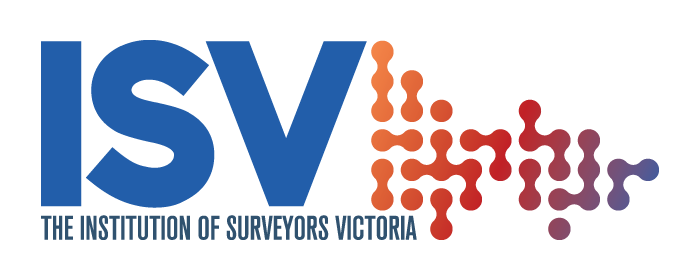 ISV
THE INSTITUTION OF SURVEYORS VICTORIA